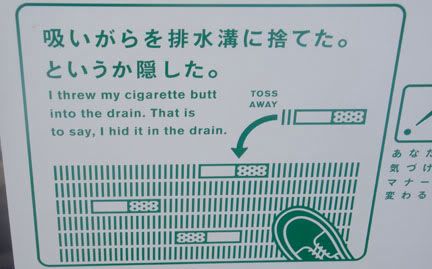 吸いがらを排水溝に捨てた。
というか隠した。
I threw my cigarette butt
into the drain. That is
to say, I hid it in the drain.
TOSS
AWAY
あなた
気づけ
マナー
変わる